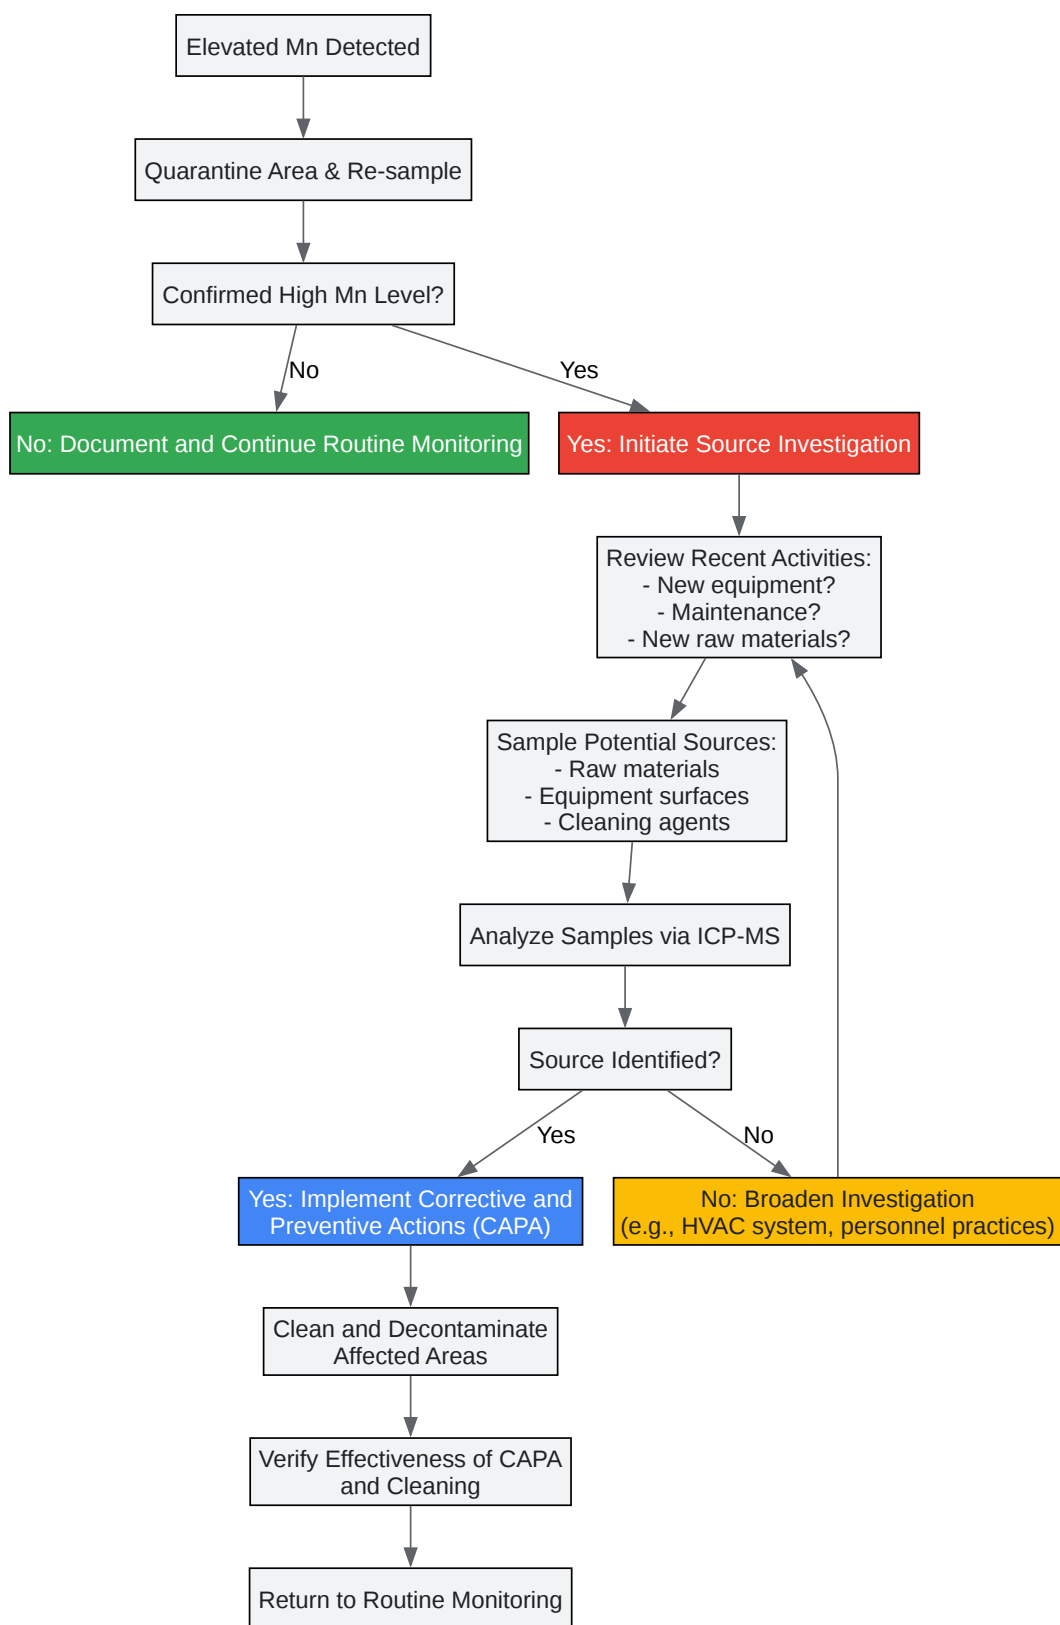 Elevated Mn Detected
Quarantine Area & Re-sample
Confirmed High Mn Level?
No
Yes
No: Document and Continue Routine Monitoring
Yes: Initiate Source Investigation
Review Recent Activities:
- New equipment?
- Maintenance?
- New raw materials?
Sample Potential Sources:
- Raw materials
- Equipment surfaces
- Cleaning agents
Analyze Samples via ICP-MS
Source Identified?
Yes
No
Yes: Implement Corrective and
Preventive Actions (CAPA)
No: Broaden Investigation
(e.g., HVAC system, personnel practices)
Clean and Decontaminate
Affected Areas
Verify Effectiveness of CAPA
and Cleaning
Return to Routine Monitoring